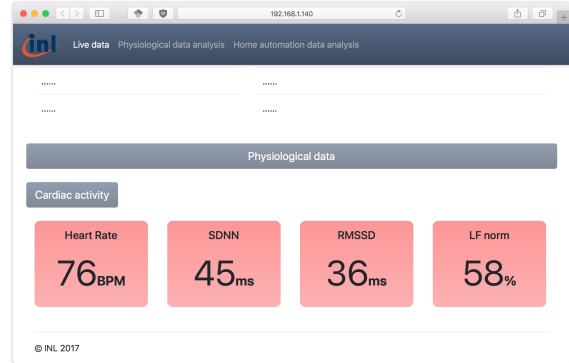 192.168.1.140
inl Live data Physiological data analysis Home automation data analysis
...... ......
...... ......
Physiological data
Cardiac activity
Heart Rate SDNN RMSSD LF norm
76BPM 45ms 36ms 58%
© INL 2017